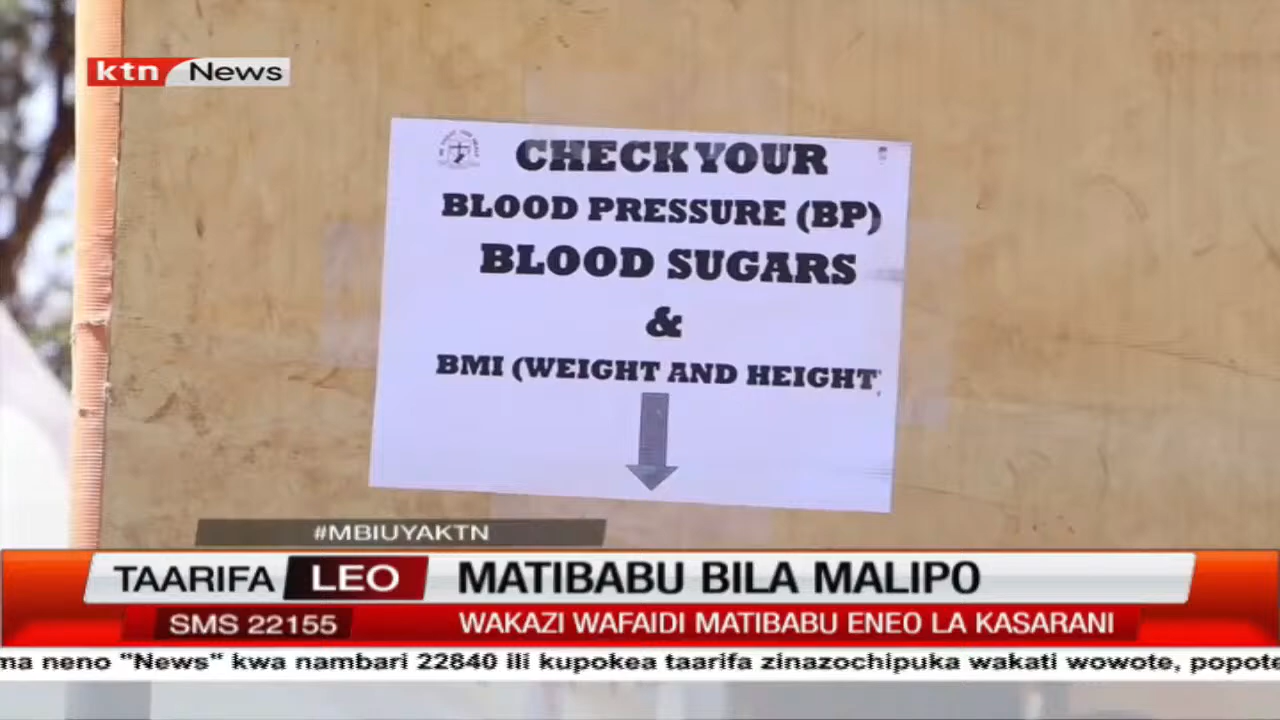 ktn News
CHECK YOUR
BLOOD PRESSURE (BP)
BLOOD SUGARS
&
BMI (WEIGHT AND HEIGHT)
#MBIUYAKTN
TAARIFA LEO
MATIBABU BILA MALIPO
SMS 22155
WAKAZI WAFAIDI MATIBABU ENEO LA KASARANI
ma neno "News" kwa nambari 22840 ili kupokea taarifa zinazochipuka wakati wowote, popote